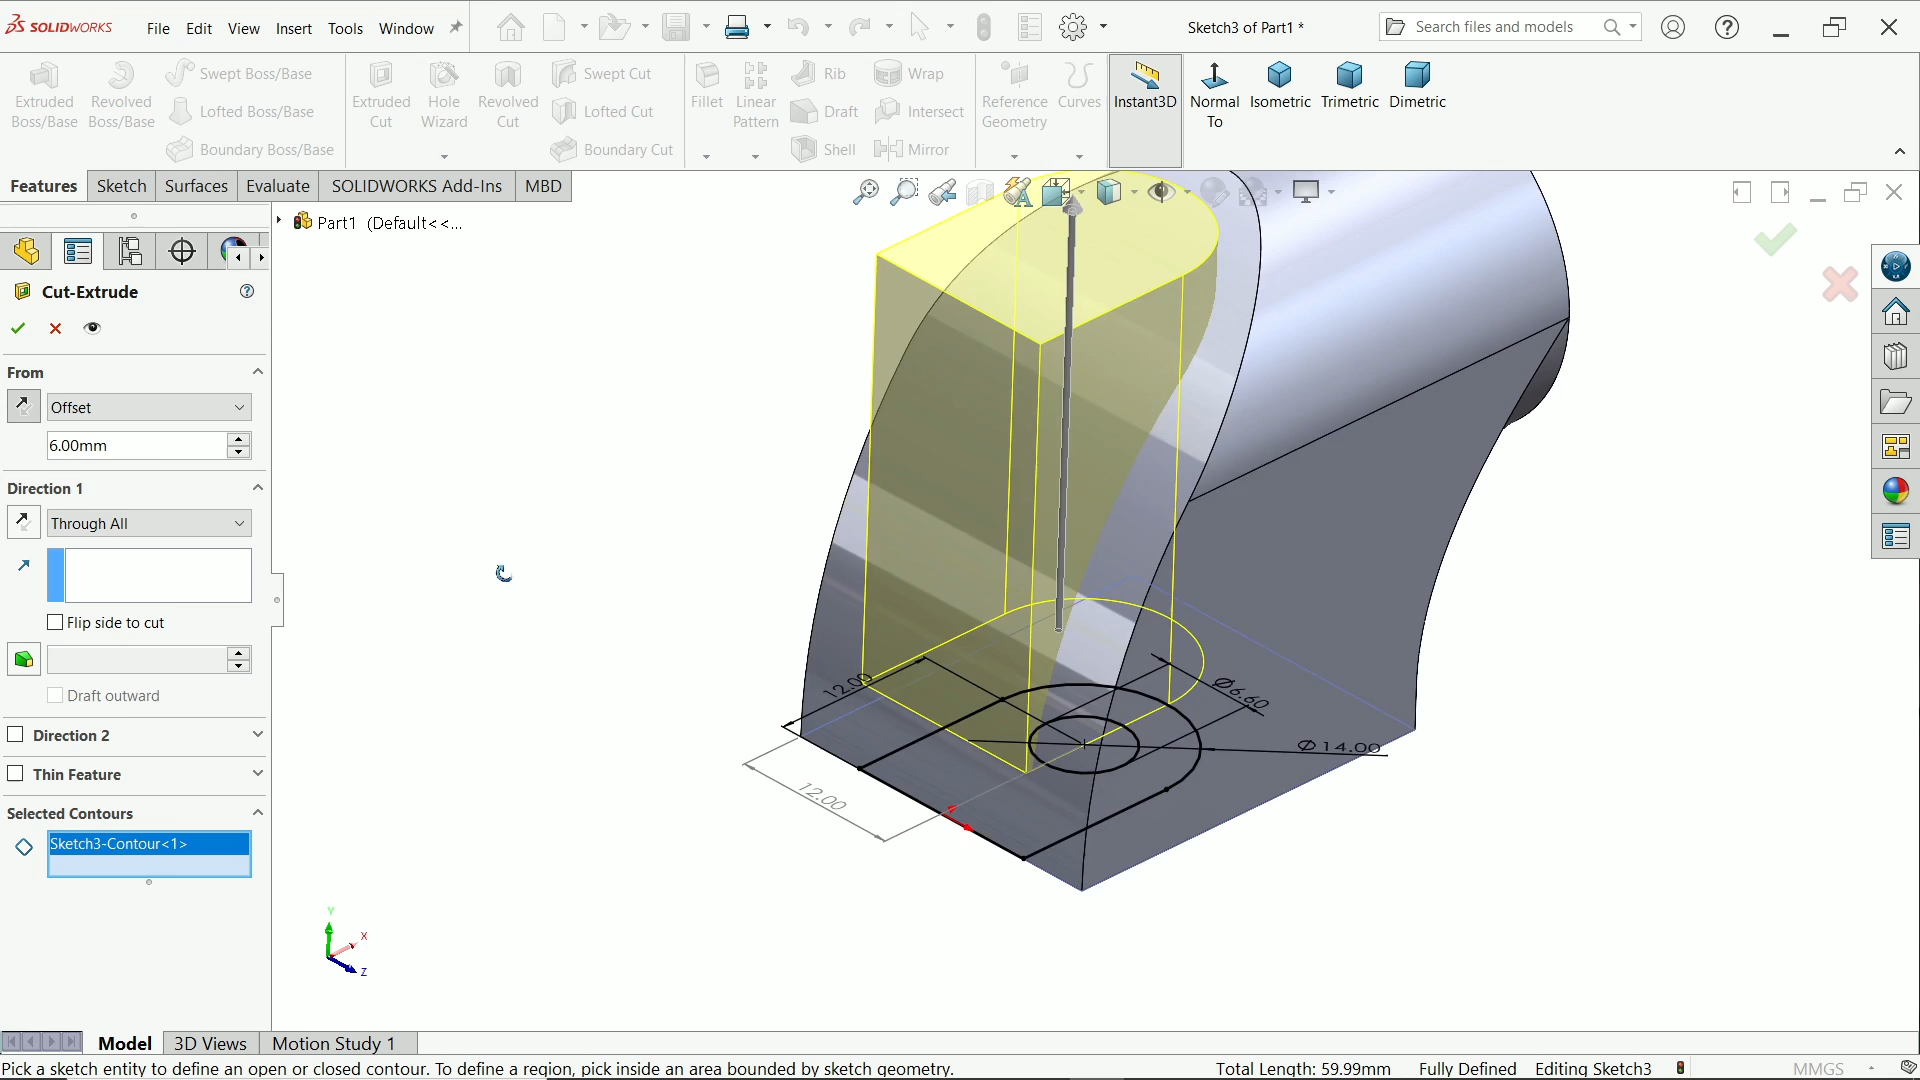 SOLIDWORKS File Edit View Insert Tools Window Sketch3 of Part1 * Search files and models
Extruded Boss/Base
Revolved Boss/Base
Swept Boss/Base
Lofted Boss/Base
Boundary Boss/Base
Extruded Cut
Hole Wizard
Revolved Cut
Swept Cut
Lofted Cut
Boundary Cut
Fillet
Linear Pattern
Rib
Draft
Shell
Wrap
Intersect
Mirror
Reference Geometry
Curves
Instant3D
Normal To
Isometric
Trimetric
Dimetric
Features Sketch Surfaces Evaluate SOLIDWORKS Add-Ins MBD
Part1 (Default<<...
Cut-Extrude
From
Offset
6.00mm
Direction 1
Through All
Flip side to cut
Draft outward
Direction 2
Thin Feature
Selected Contours
Sketch3-Contour<1>
12.00
Ø6.60
Ø14.00
12.00
Y
X
Z
Model 3D Views Motion Study 1
Pick a sketch entity to define an open or closed contour. To define a region, pick inside an area bounded by sketch geometry. Total Length: 59.99mm Fully Defined Editing Sketch3 MMGS